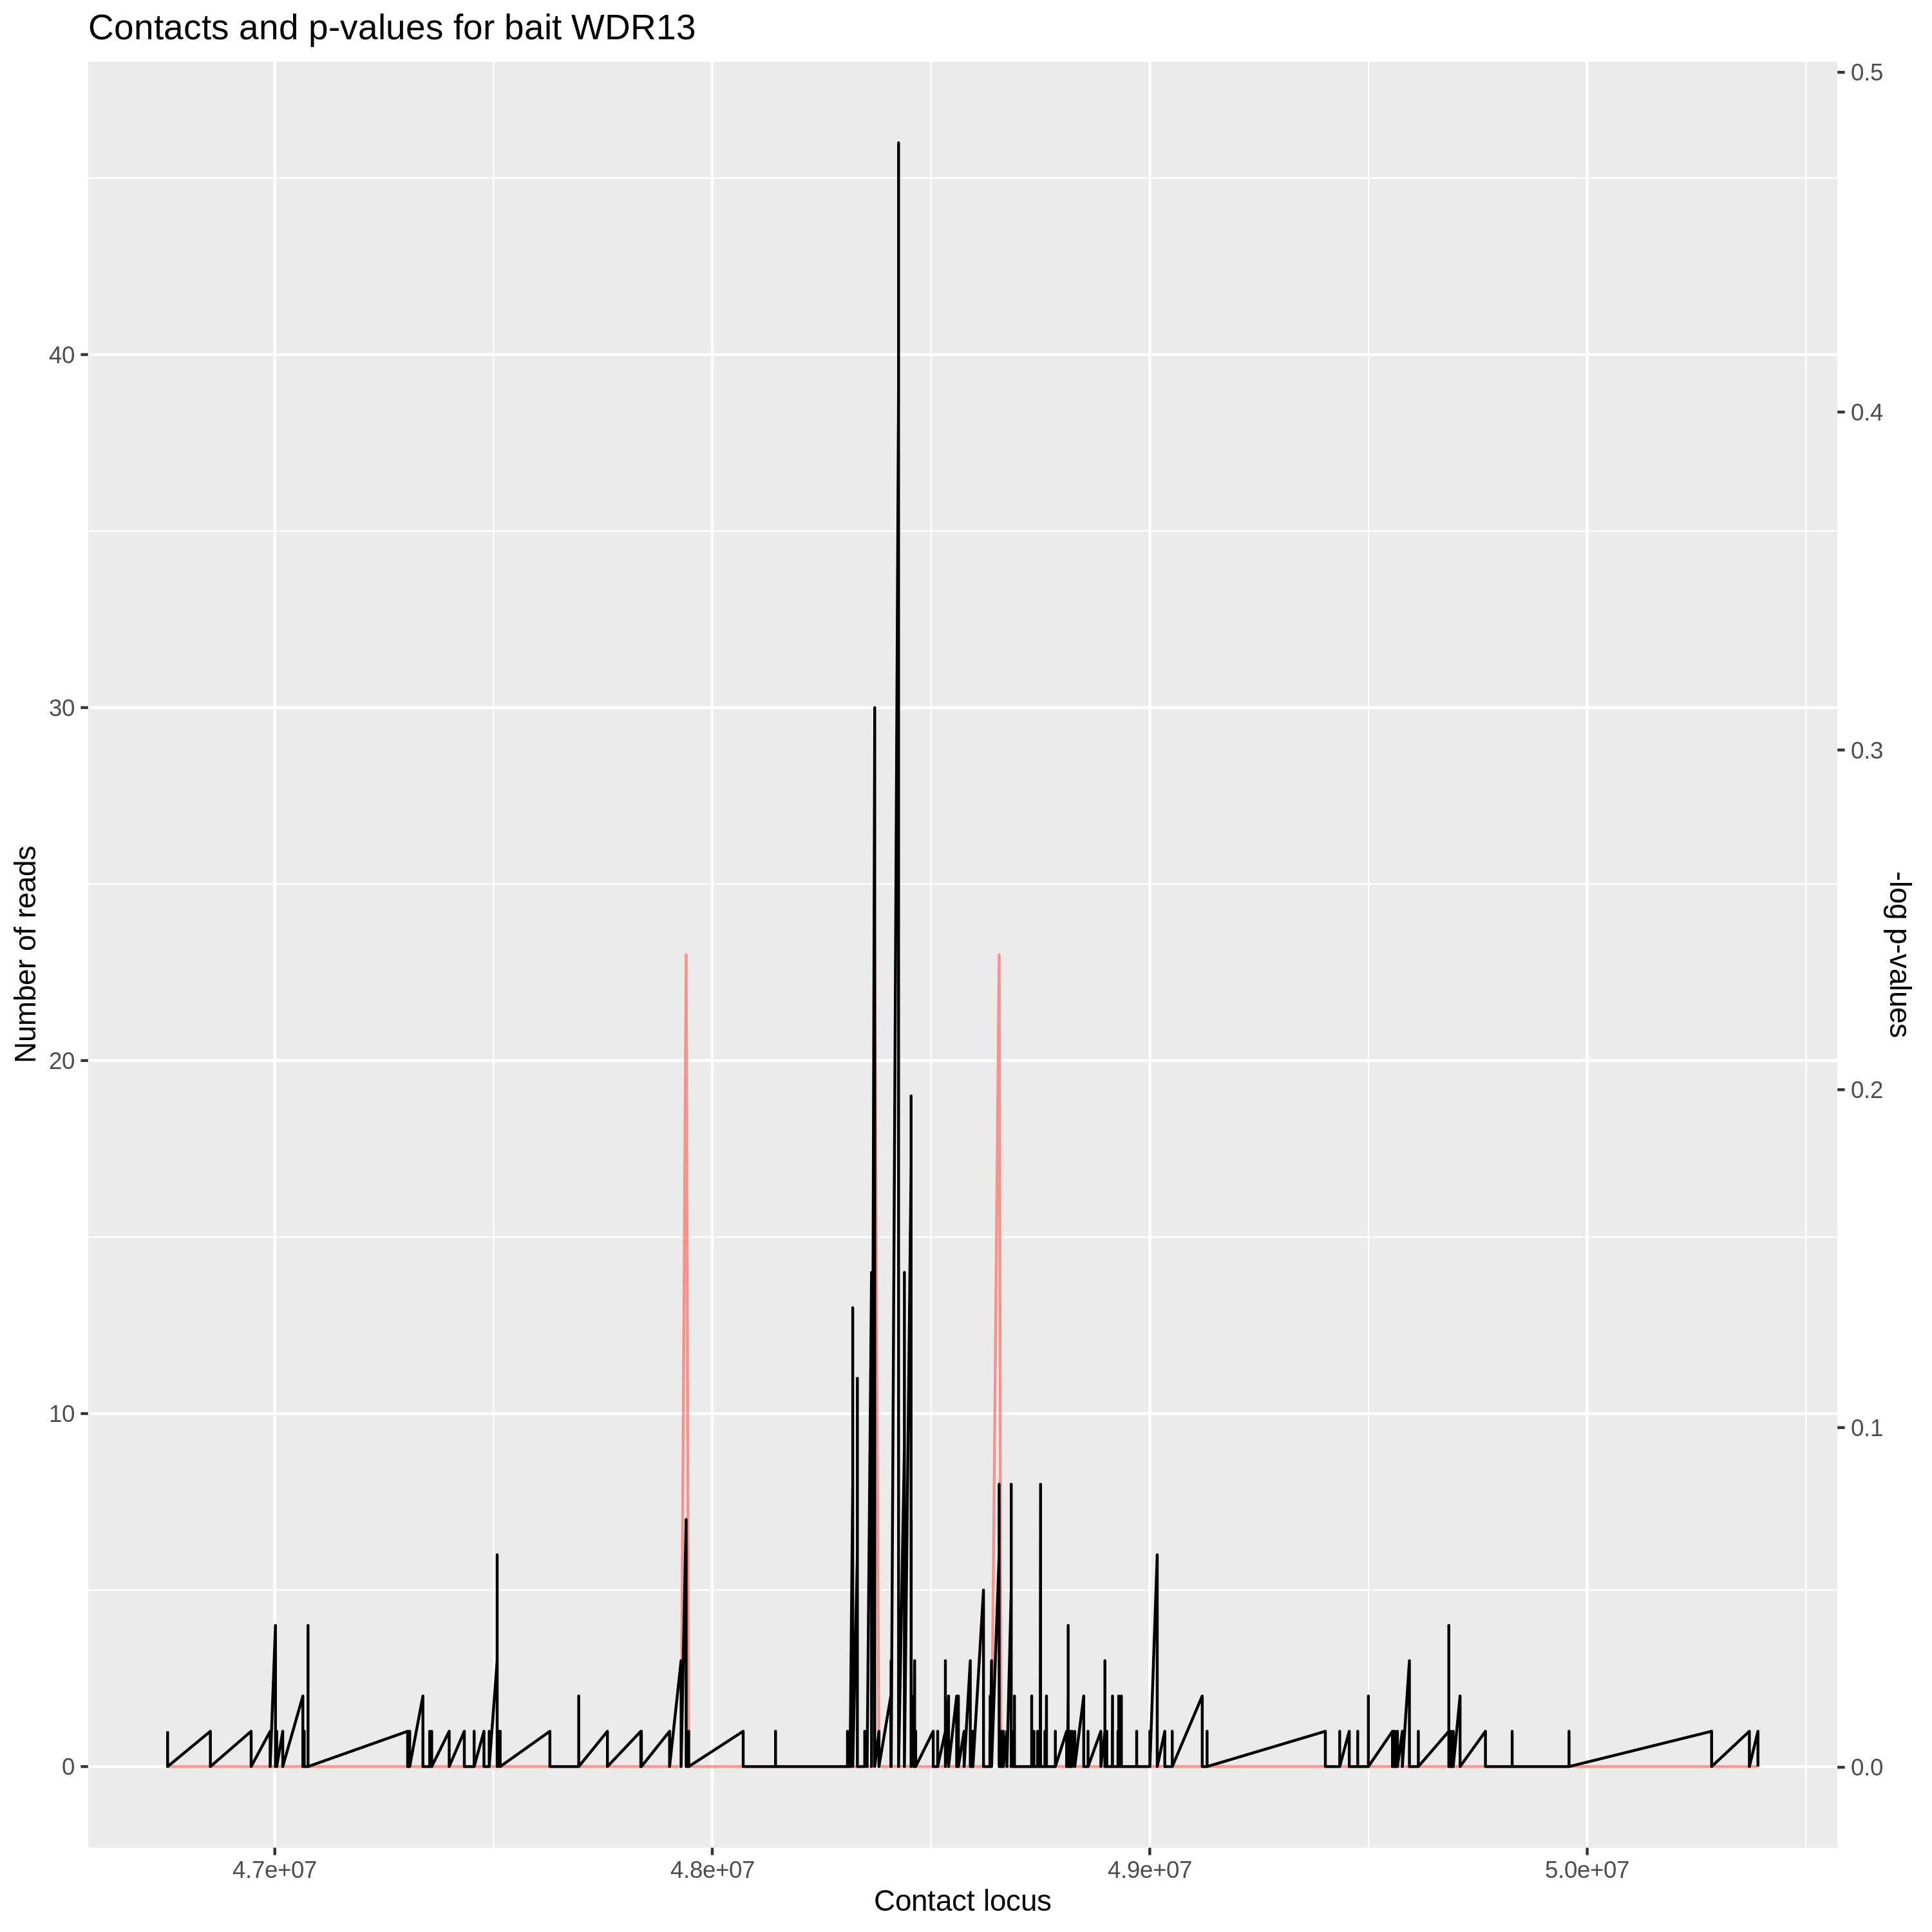 Contacts and p-values for bait WDR13
Number of reads
40
30
20
10
0
0.5
0.4
0.3
0.2
0.1
0.0
-log p-values
4.7e+07 4.8e+07 4.9e+07 5.0e+07
Contact locus